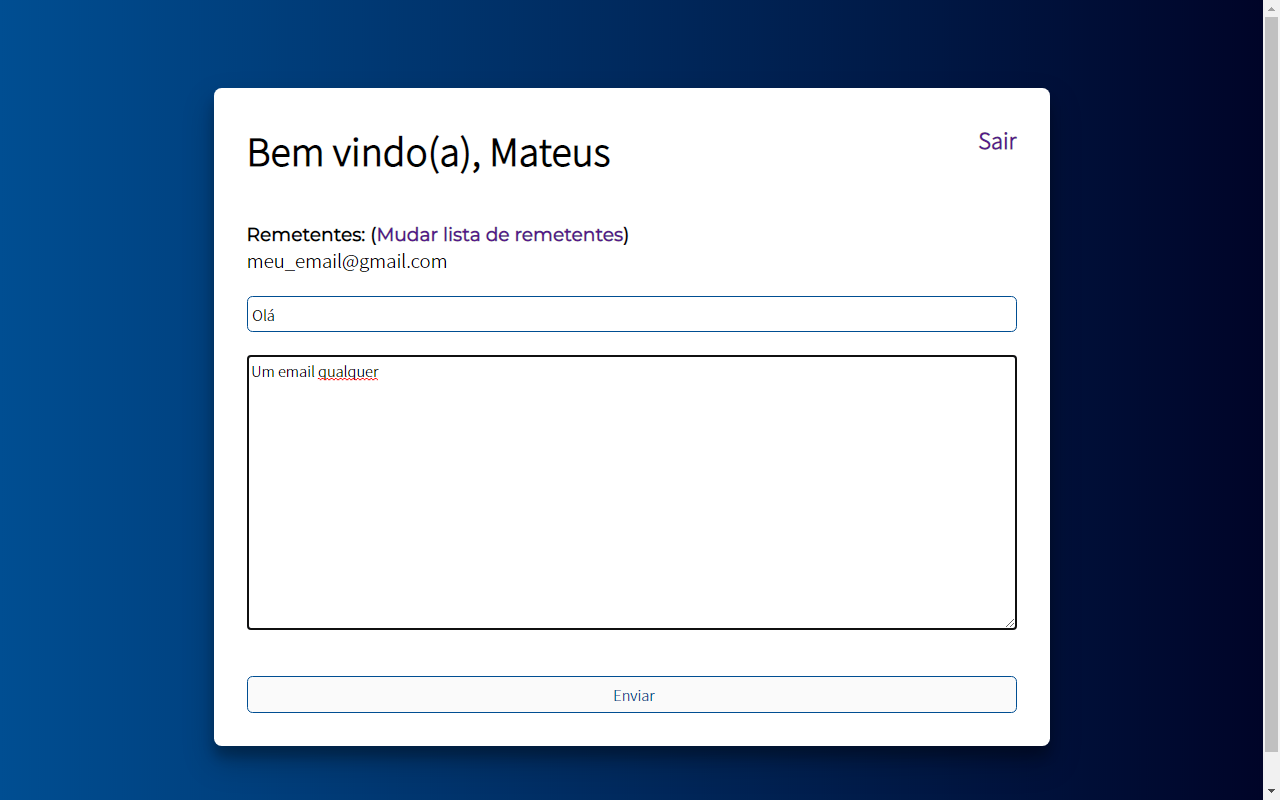 Bem vindo(a), Mateus
Sair
Remetentes: (Mudar lista de remetentes)
meu_email@gmail.com
Olá
Um email qualquer
Enviar